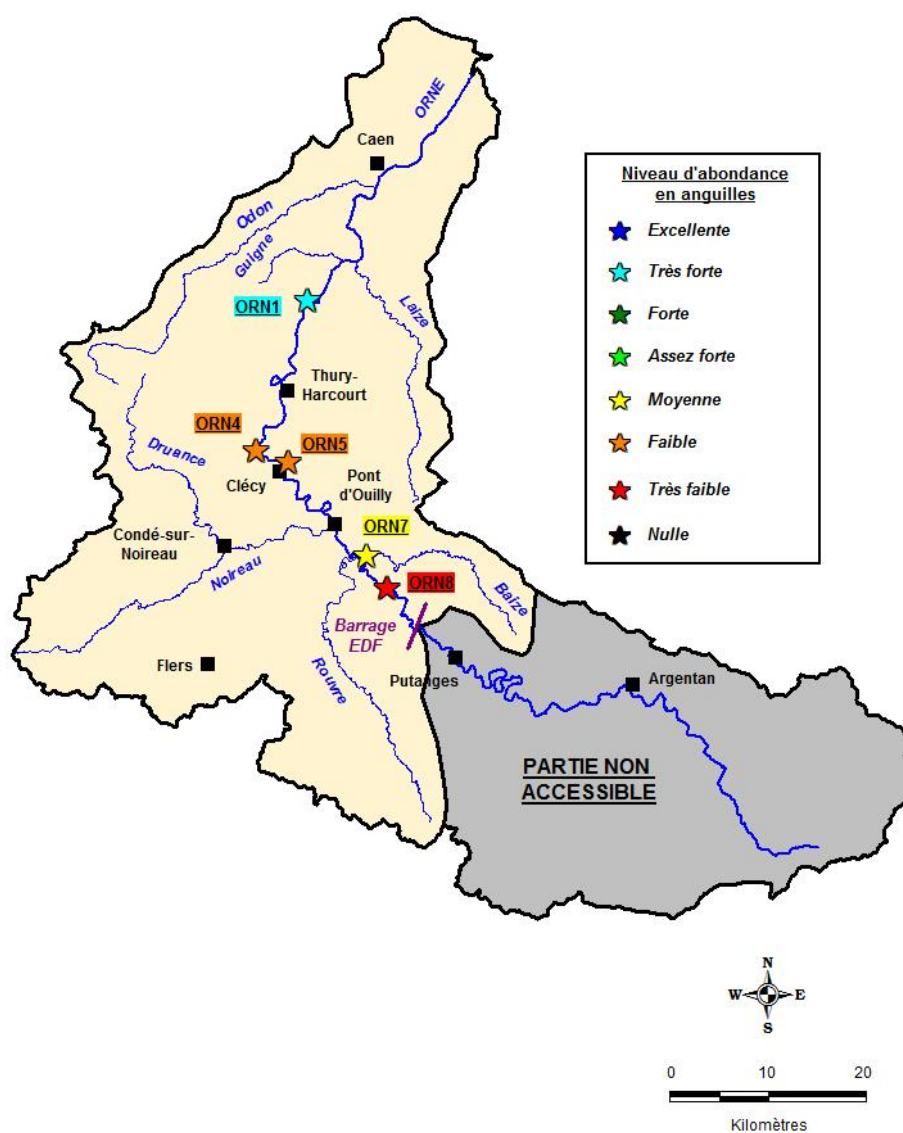 ORNE
Caen
Odon
Guigne
Laize
ORN1
Thury-
Harcourt
ORN4
ORN5
Druance
Clécy
Pont
d'Ouilly
ORN7
Condé-sur-
Noireau
Noireau
ORN8
Baize
Barrage
EDF
Flers
Rouvre
Putanges
Argentan
PARTIE NON
ACCESSIBLE
Niveau d'abondance
en anguilles
Excellente
Très forte
Forte
Assez forte
Moyenne
Faible
Très faible
Nulle
N
W
E
S
0 10 20
Kilomètres